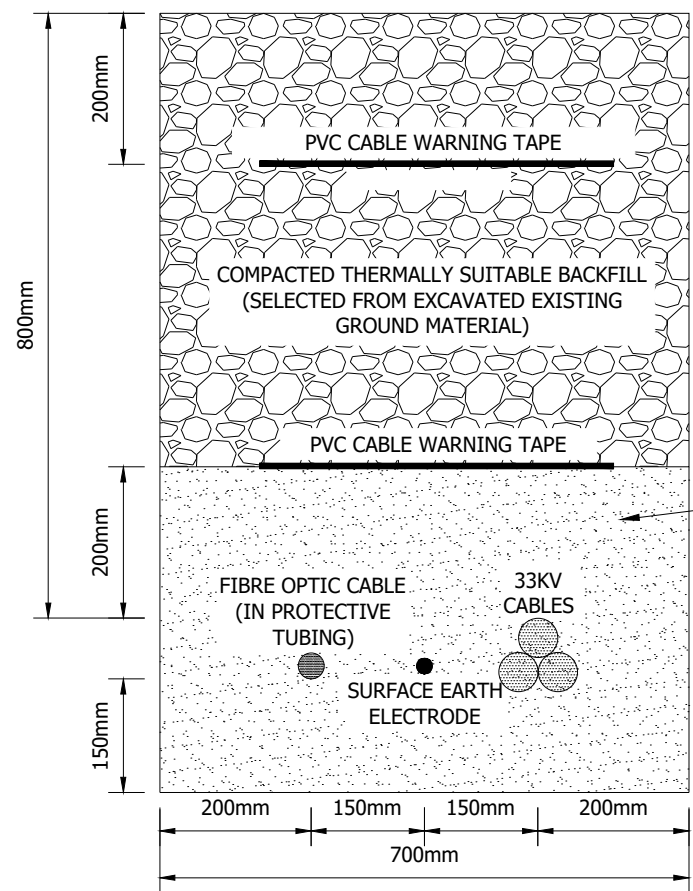 200mm
PVC CABLE WARNING TAPE
800mm
COMPACTED THERMALLY SUITABLE BACKFILL
(SELECTED FROM EXCAVATED EXISTING
GROUND MATERIAL)
PVC CABLE WARNING TAPE
200mm
FIBRE OPTIC CABLE
(IN PROTECTIVE
TUBING)
33KV
CABLES
SURFACE EARTH
ELECTRODE
150mm
200mm
150mm
150mm
200mm
700mm